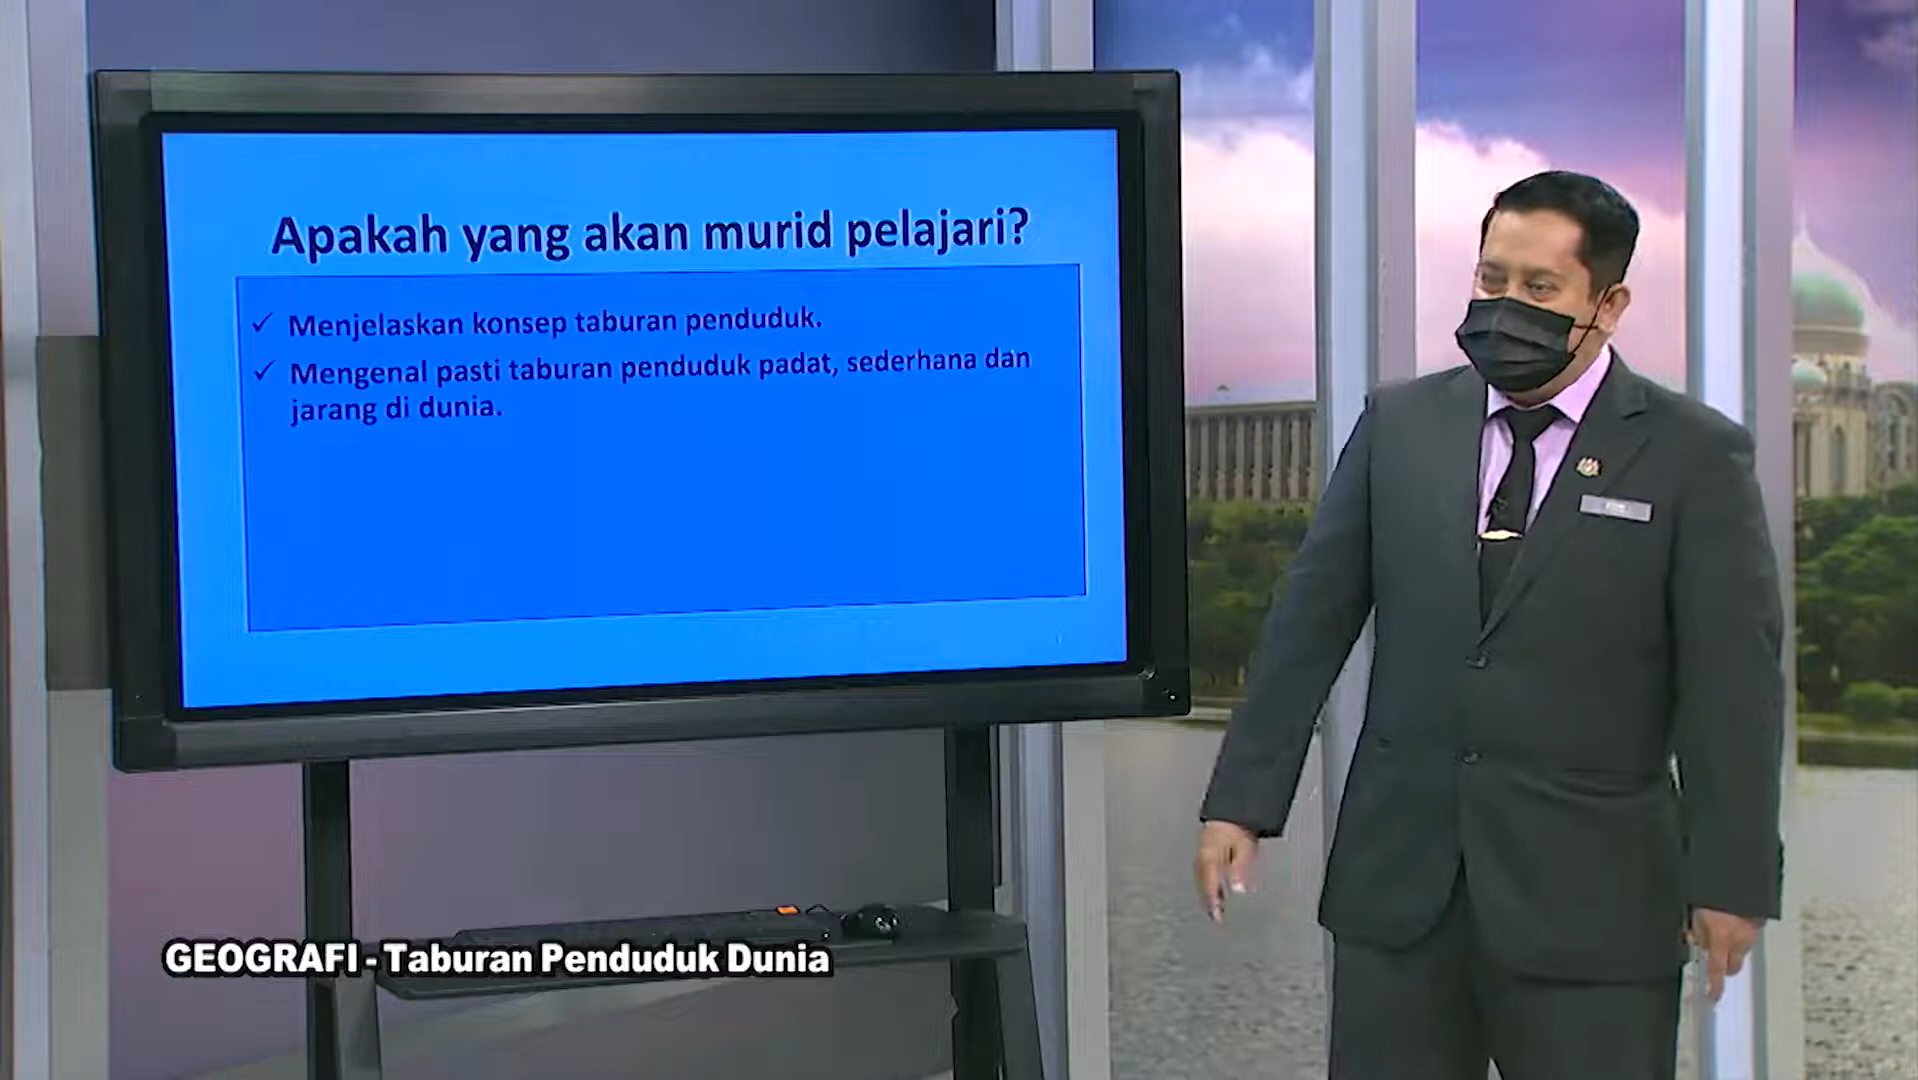 Apakah yang akan murid pelajari?
✓ Menjelaskan konsep taburan penduduk.
✓ Mengenal pasti taburan penduduk padat, sederhana dan
jarang di dunia.
GEOGRAFI - Taburan Penduduk Dunia